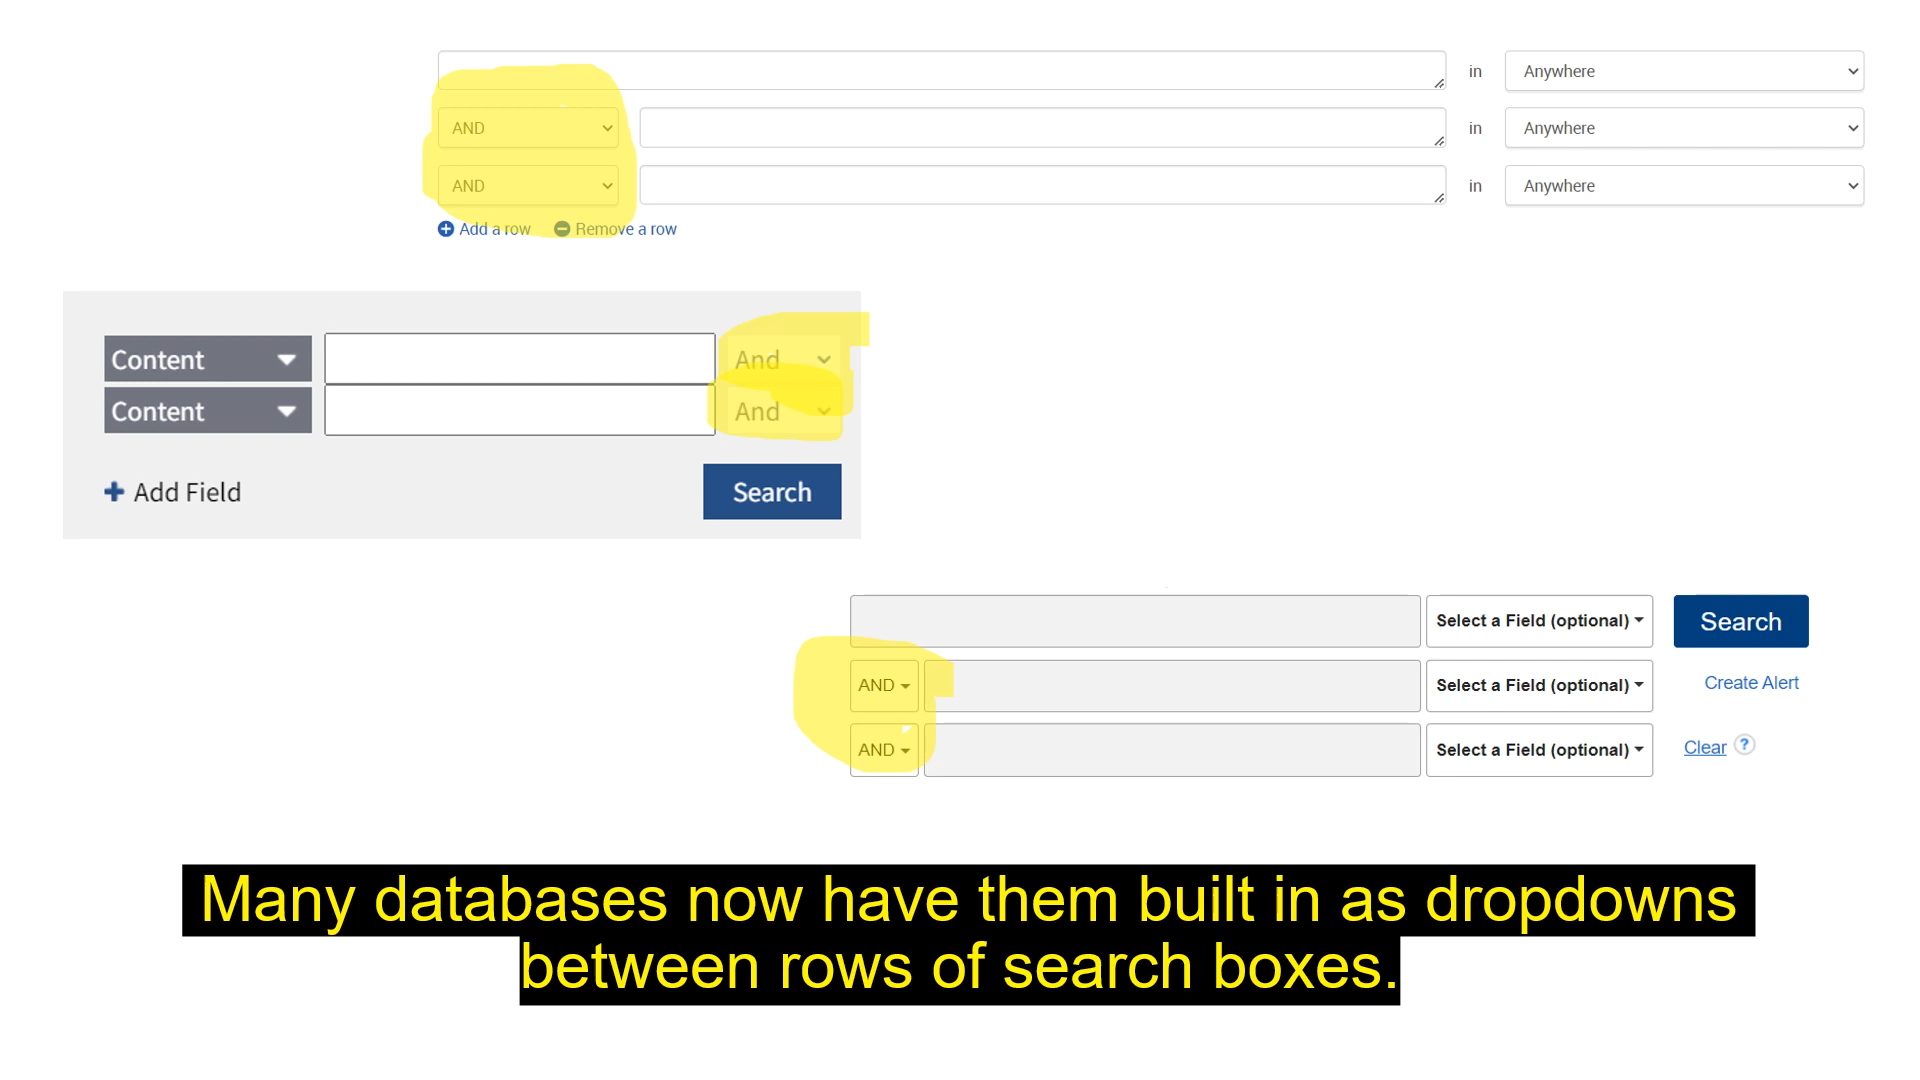 in Anywhere
AND in Anywhere
AND in Anywhere
Add a row Remove a row
Content And
Content And
Add Field Search
Select a Field (optional) Search
AND Select a Field (optional) Create Alert
AND Select a Field (optional) Clear ?
Many databases now have them built in as dropdowns
between rows of search boxes.